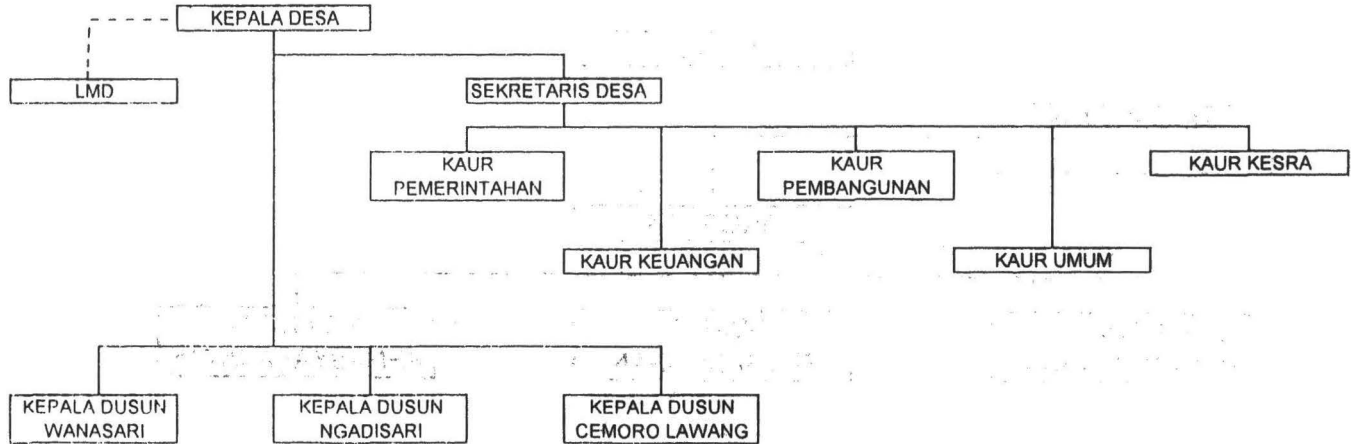 KEPALA DESA
LMD
SEKRETARIS DESA
KAUR
PEMERINTAHAN
KAUR
PEMBANGUNAN
KAUR KESRA
KAUR KEUANGAN
KAUR UMUM
KEPALA DUSUN
WANASARI
KEPALA DUSUN
NGADISARI
KEPALA DUSUN
CEMORO LAWANG